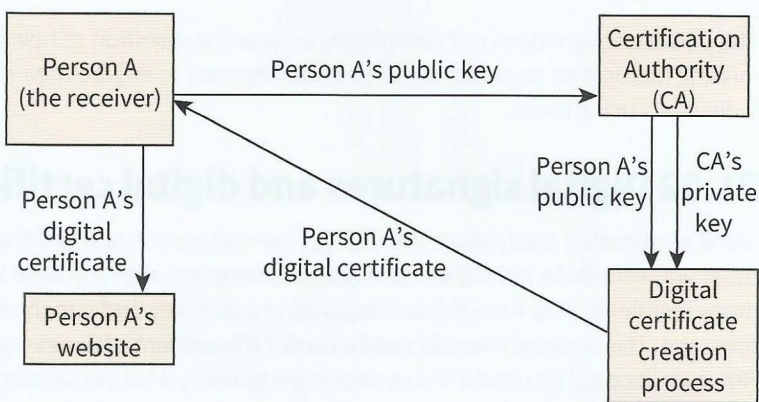 Person A
(the receiver)
Person A's public key
Certification
Authority
(CA)
Person A's
digital
certificate
Person A's
digital certificate
Person A's
public key
CA's
private
key
Person A's
website
Digital
certificate
creation
process